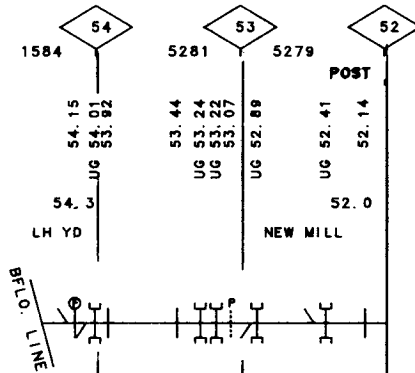 54 53 52
1584 5281 5279
POST
54.15
UG 54.01
53.92
53.44
UG 53.24
UG 53.22
53.07
UG 52.89
UG 52.41
52.14
54.3 52.0
LH YD NEW MILL
P P
BFLO. LINE